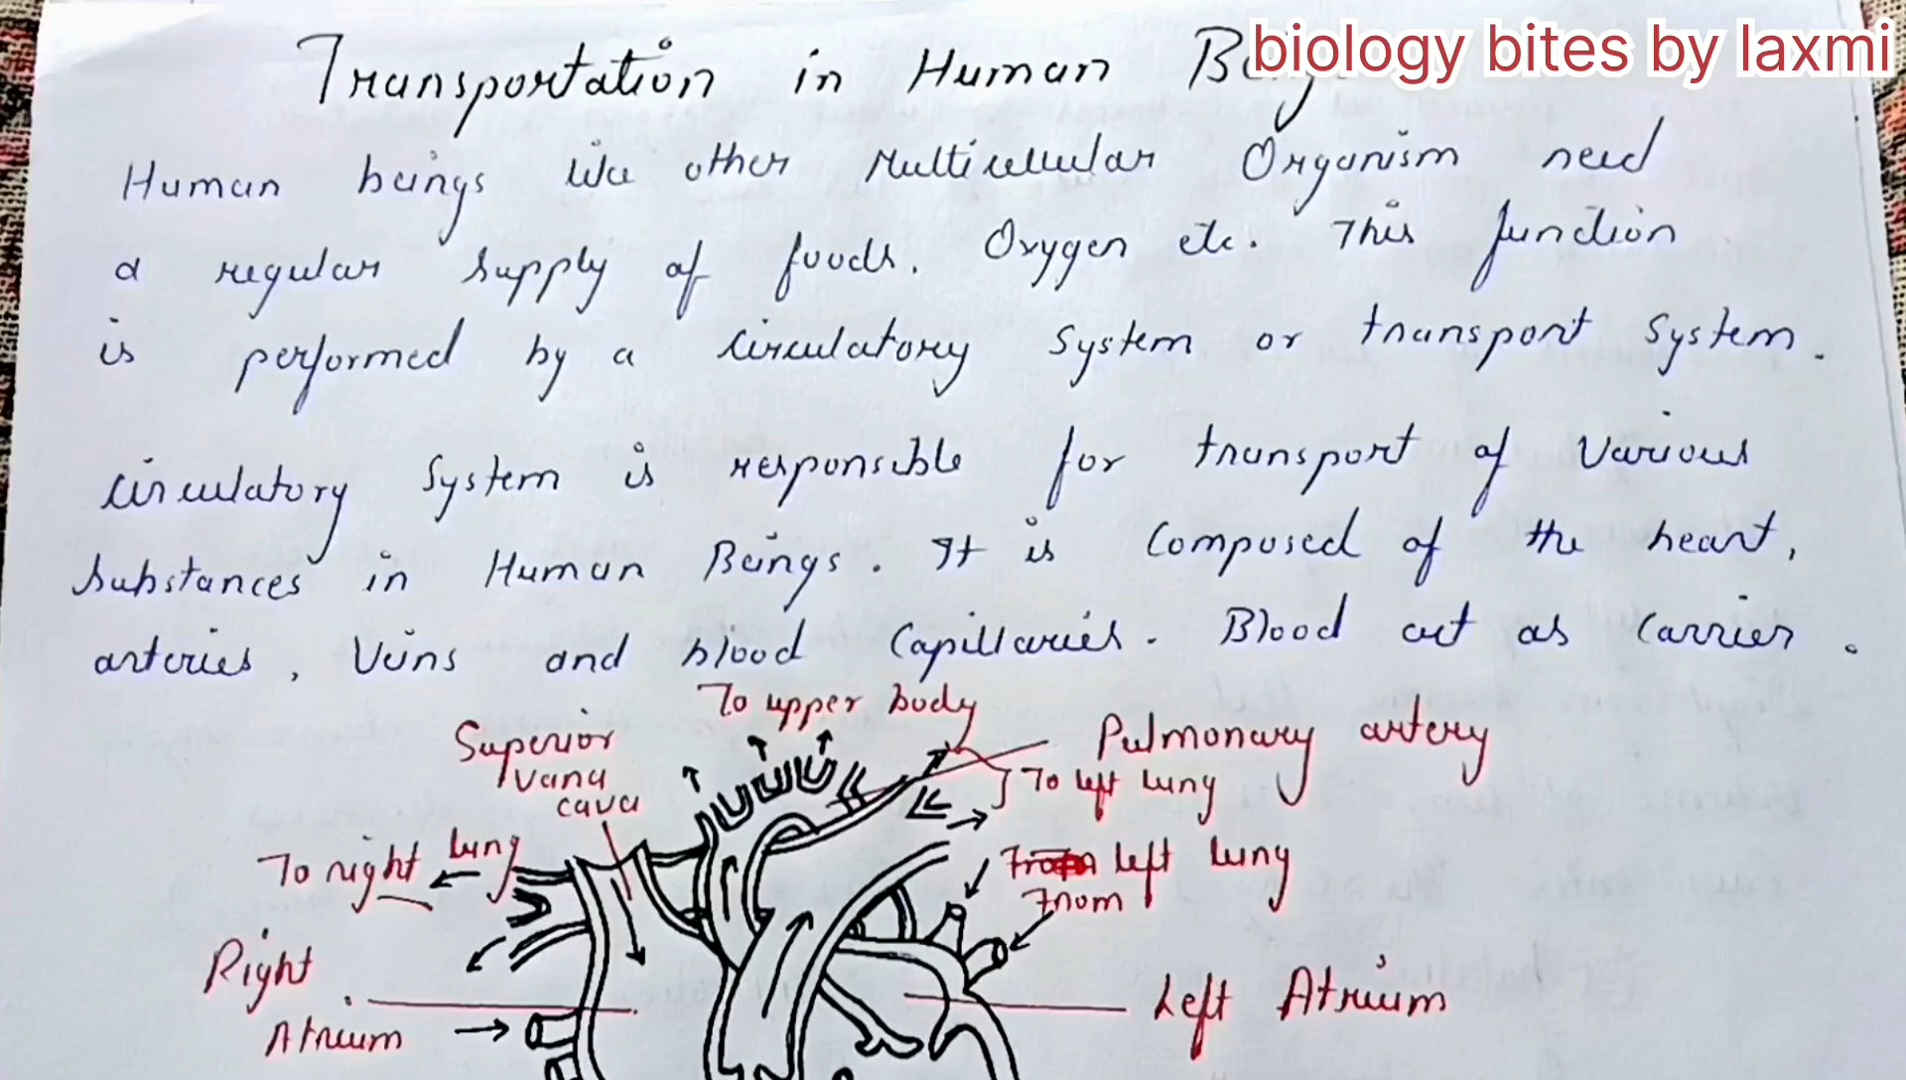 Transportation in Human Beings
biology bites by laxmi
Human beings like other Multicellular Organism need
a regular supply of foods, Oxygen etc. This function
is performed by a circulatory system or transport system.
Circulatory system is responsible for transport of various
substances in Human Beings. It is composed of the heart,
arteries, Veins and blood Capillaries. Blood act as carrier.
To upper body
Superior
vana
cava
Pulmonary artery
To left lung
To right lung
left lung
From
Right
Atrium
Left Atrium